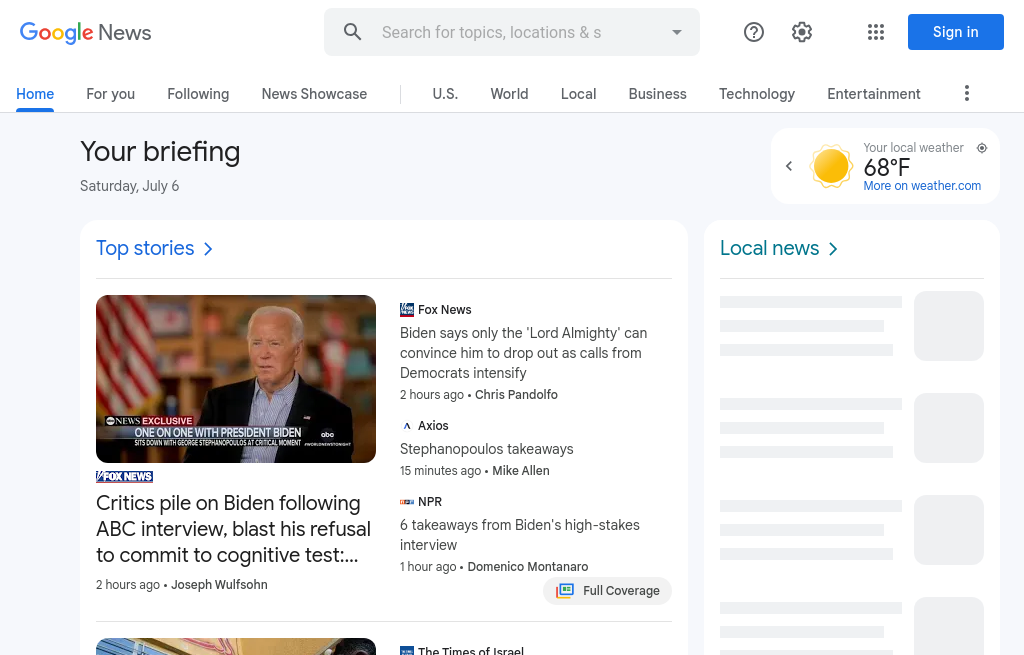 Google News
Search for topics, locations & s
Sign in
Home
For you
Following
News Showcase
U.S.
World
Local
Business
Technology
Entertainment
Your briefing
Saturday, July 6
Your local weather
68°F
More on weather.com
Top stories
abc NEWS EXCLUSIVE
ONE ON ONE WITH PRESIDENT BIDEN
SITS DOWN WITH GEORGE STEPHANOPOULOS AT CRITICAL MOMENT
abc
#WORLDNEWSTONIGHT
FOX NEWS
Critics pile on Biden following
ABC interview, blast his refusal
to commit to cognitive test:...
2 hours ago • Joseph Wulfsohn
Fox News
Biden says only the 'Lord Almighty' can
convince him to drop out as calls from
Democrats intensify
2 hours ago • Chris Pandolfo
Axios
Stephanopoulos takeaways
15 minutes ago • Mike Allen
NPR
6 takeaways from Biden's high-stakes
interview
1 hour ago • Domenico Montanaro
Full Coverage
The Times of Israel
Local news